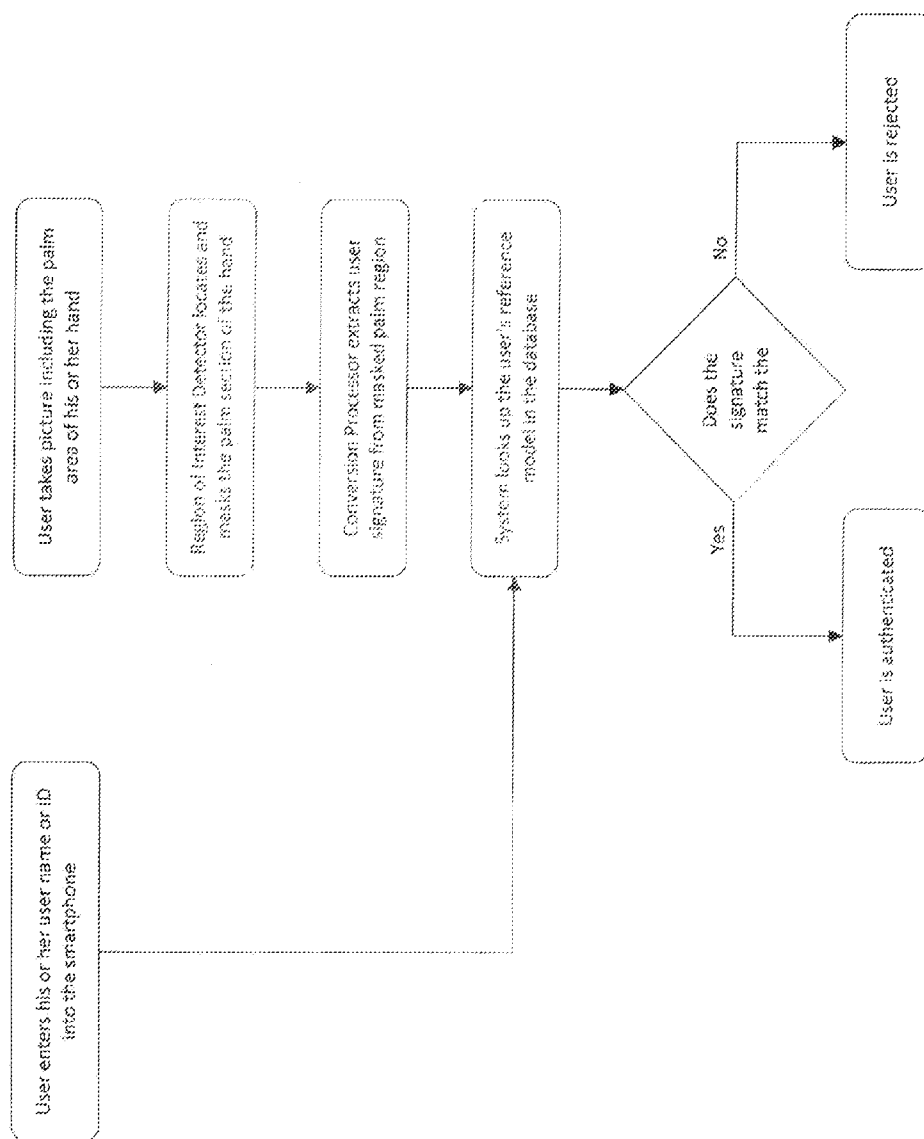 User enters his or her user name or ID
into the smartphone
User takes picture including the palm
area of his or her hand
Region of Interest Detector locates and
masks the palm section of the hand
Conversion Processor extracts user
signature from masked palm region
System looks up the user's reference
model in the database
Does the
signature
match the
Yes
No
User is authenticated
User is rejected